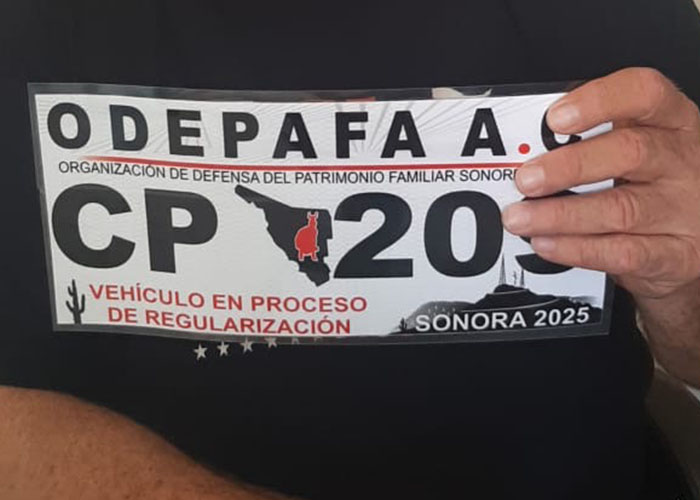 ODEPAFA A.C
ORGANIZACIÓN DE DEFENSA DEL PATRIMONIO FAMILIAR
CP 20
VEHÍCULO EN PROCESO
DE REGULARIZACIÓN
SONORA 2025